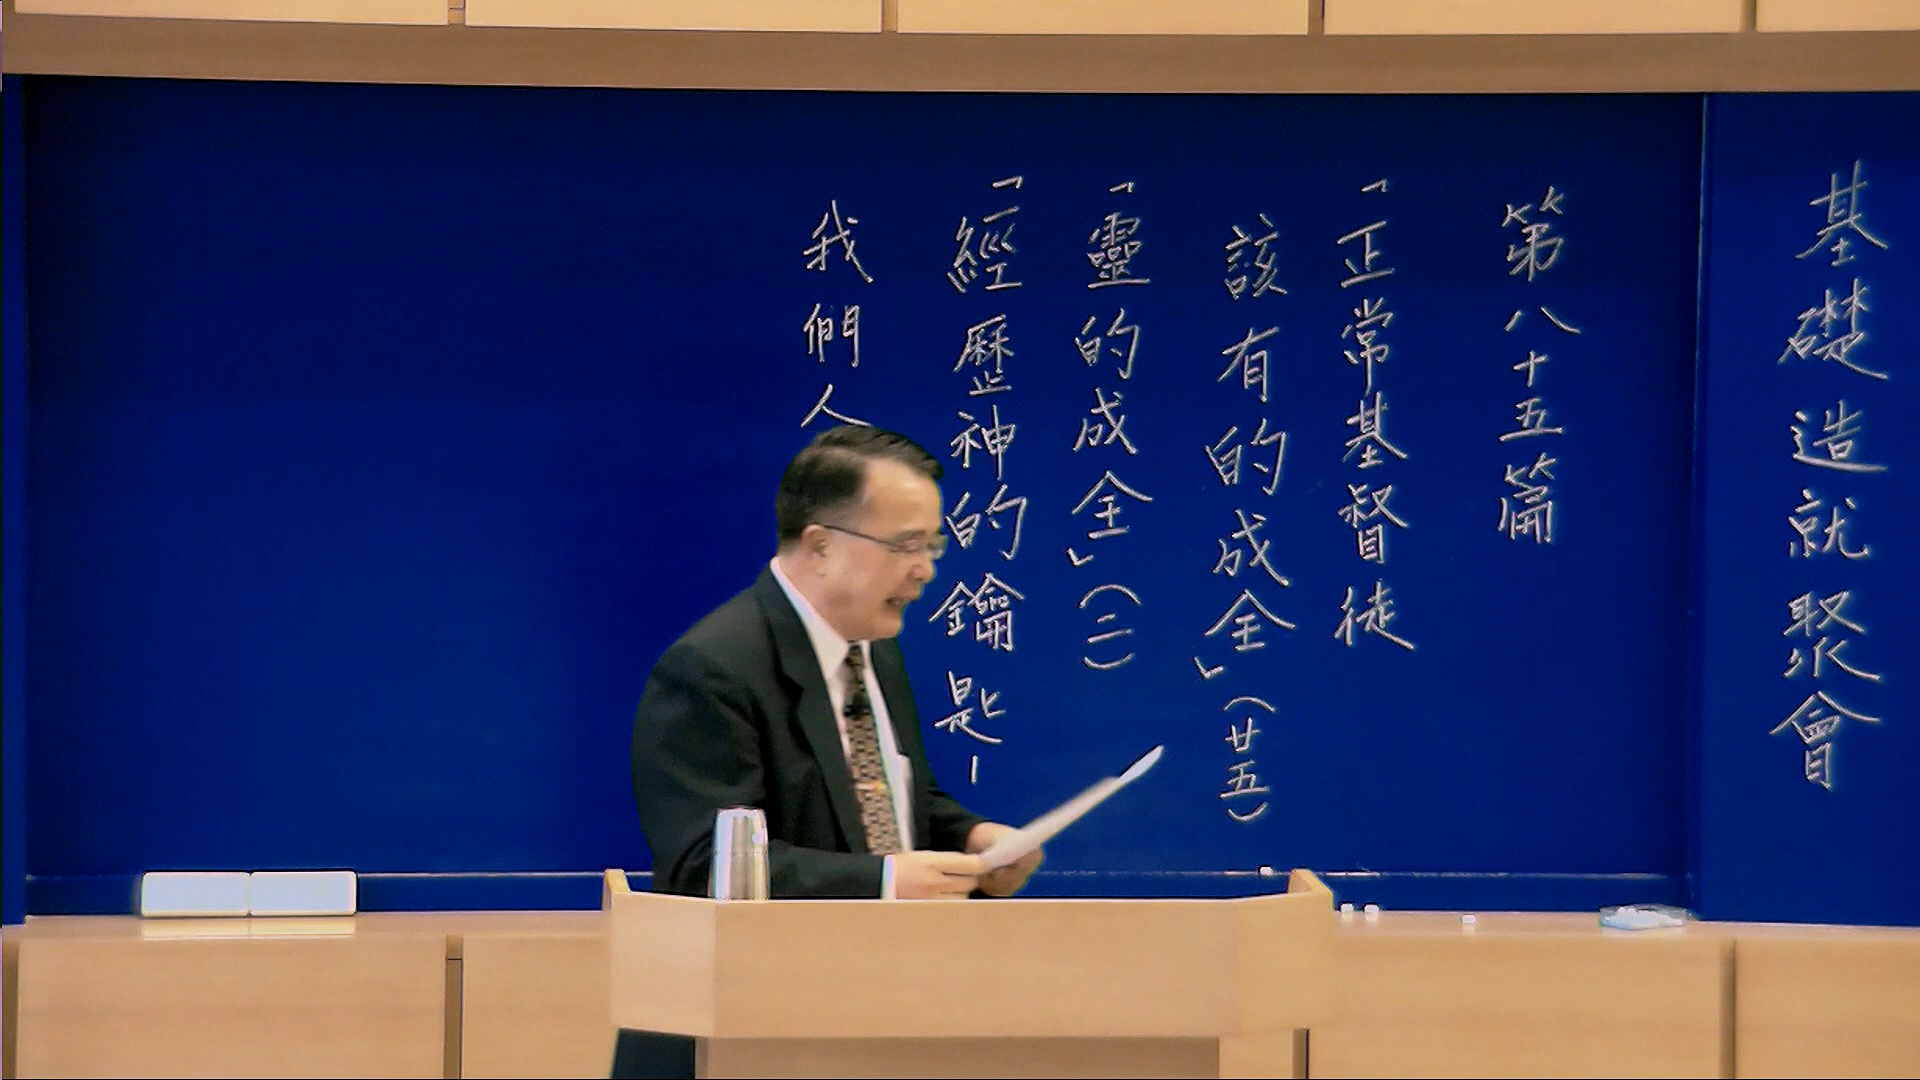 基礎造就聚會
第八十五篇
「正常基督徒
該有的成全」(廿五)
「靈的成全」(二)
「經歷神的鑰匙—
我們人